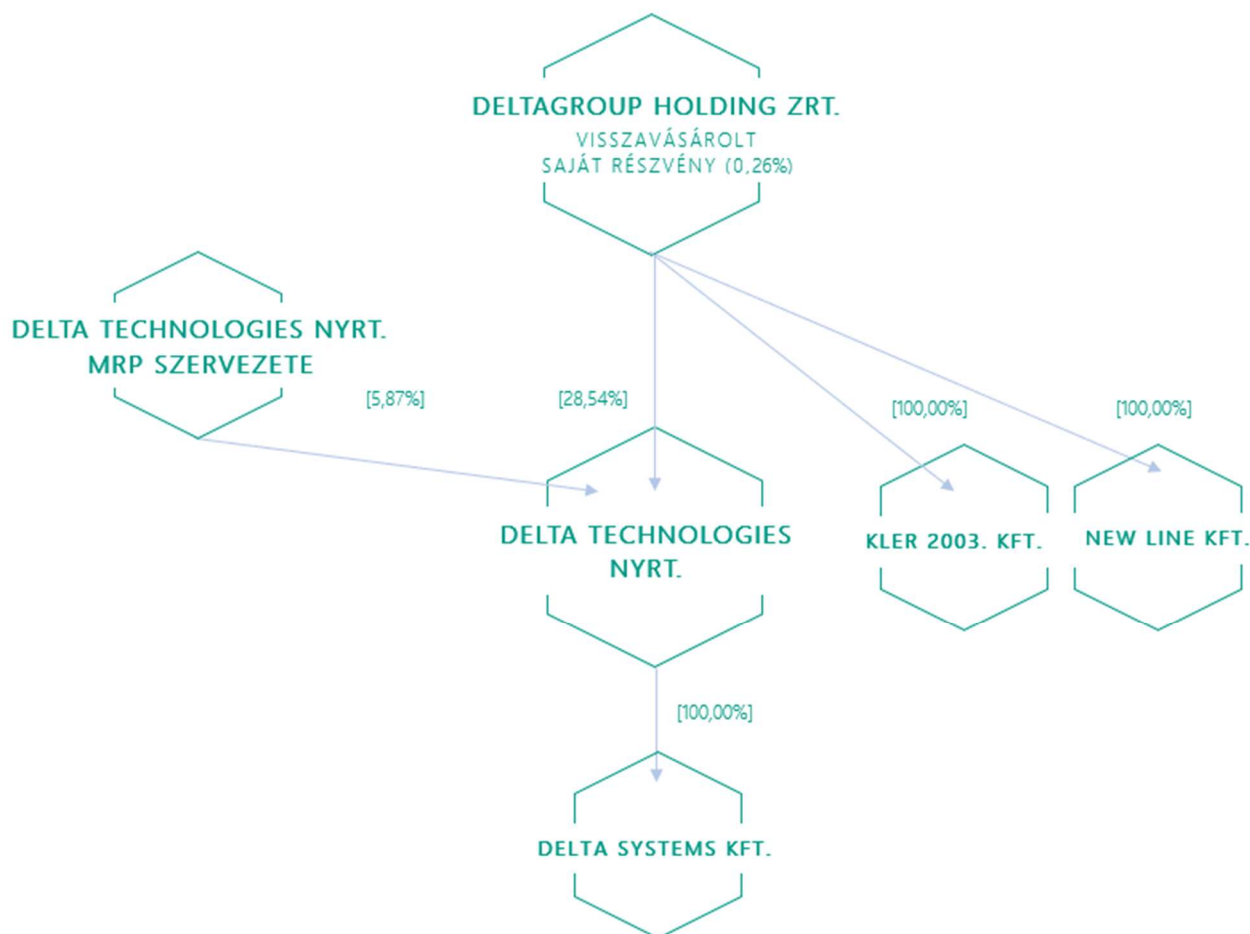 DELTAGROUP HOLDING ZRT.
VISSZAVÁSÁROLT
SAJÁT RÉSZVÉNY (0,26%)
DELTA TECHNOLOGIES NYRT.
MRP SZERVEZETE
[5,87%]
[28,54%]
[100,00%]
[100,00%]
DELTA TECHNOLOGIES
NYRT.
KLER 2003. KFT.
NEW LINE KFT.
[100,00%]
DELTA SYSTEMS KFT.